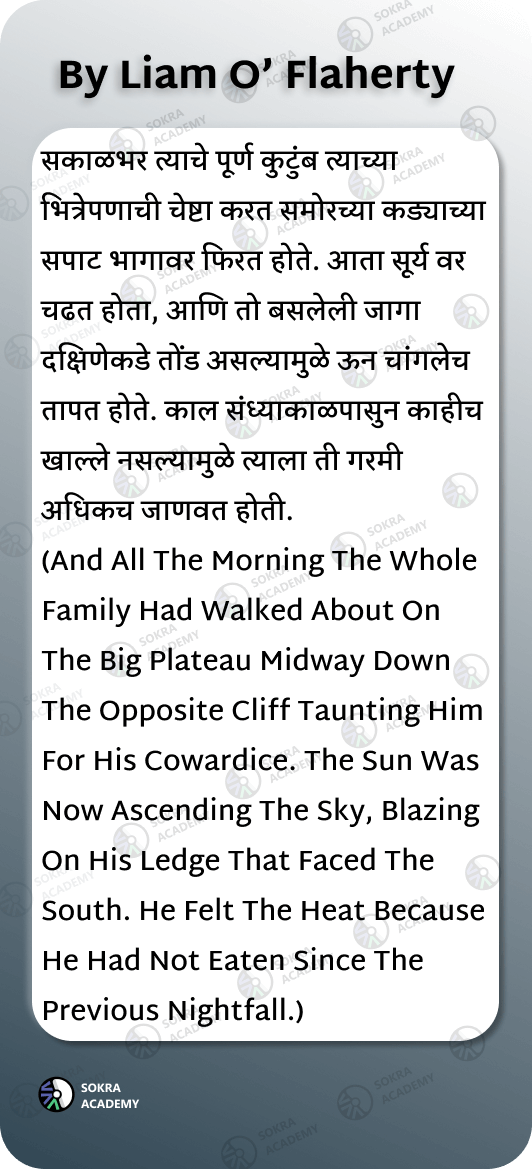 By Liam O’ Flaherty
सकाळभर त्याचे पूर्ण कुटुंब त्याच्या
भित्रेपणाची चेष्टा करत समोरच्या कड्याच्या
सपाट भागावर फिरत होते. आता सूर्य वर
चढत होता, आणि तो बसलेली जागा
दक्षिणेकडे तोंड असल्यामुळे ऊन चांगलेच
तापत होते. काल संध्याकाळपासुन काहीच
खाल्ले नसल्यामुळे त्याला ती गरमी
अधिकच जाणवत होती.
(And All The Morning The Whole
Family Had Walked About On
The Big Plateau Midway Down
The Opposite Cliff Taunting Him
For His Cowardice. The Sun Was
Now Ascending The Sky, Blazing
On His Ledge That Faced The
South. He Felt The Heat Because
He Had Not Eaten Since The
Previous Nightfall.)
SOKRA
ACADEMY